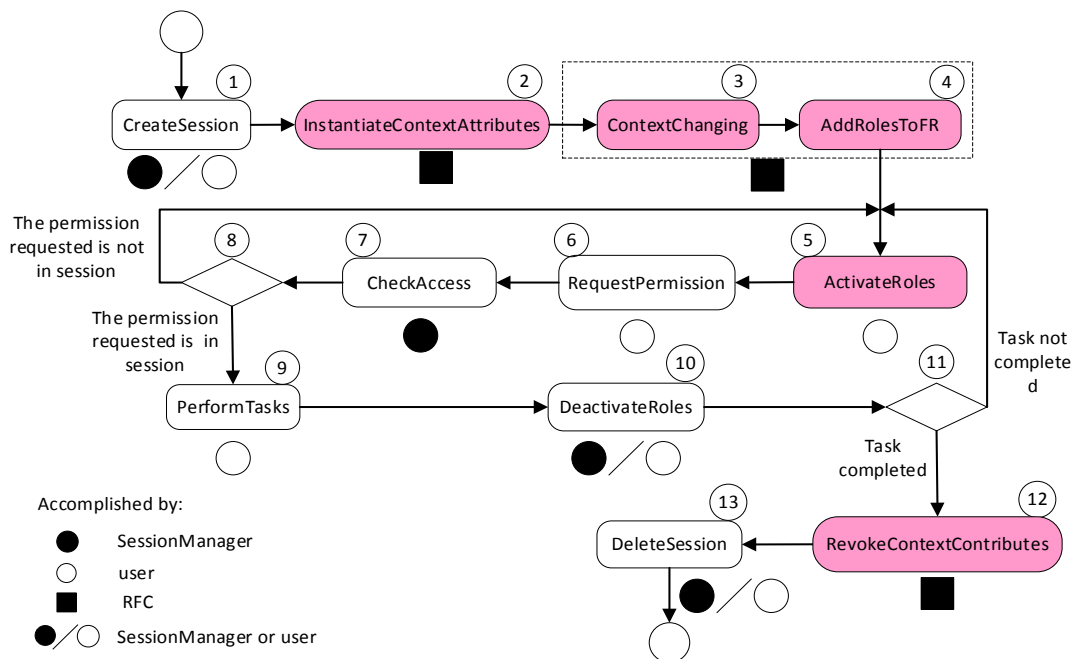 1
2
3
4
CreateSession
InstantiateContextAttributes
ContextChanging
AddRolesToFR
The permission
requested is not
in session
8
7
6
5
CheckAccess
RequestPermission
ActivateRoles
The permission
requested is in
session
Task not
complete
d
9
10
11
PerformTasks
DeactivateRoles
Task
completed
Accomplished by:
13
12
SessionManager
DeleteSession
RevokeContextContributes
user
RFC
SessionManager or user